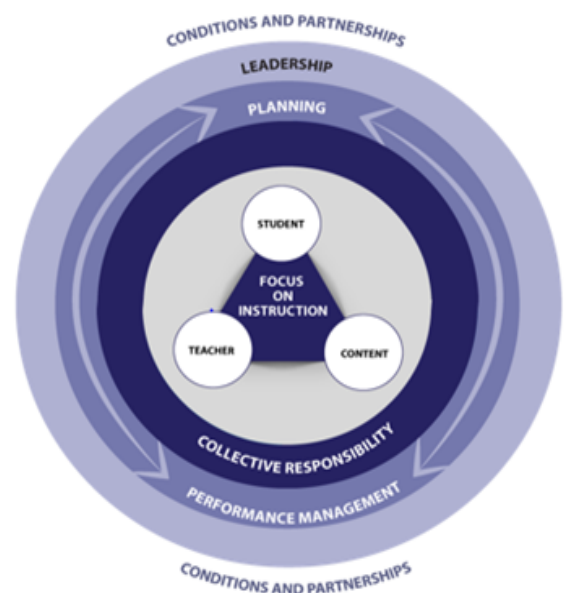 CONDITIONS AND PARTNERSHIPS
LEADERSHIP
PLANNING
STUDENT
FOCUS
ON
INSTRUCTION
TEACHER
CONTENT
COLLECTIVE RESPONSIBILITY
PERFORMANCE MANAGEMENT
CONDITIONS AND PARTNERSHIPS